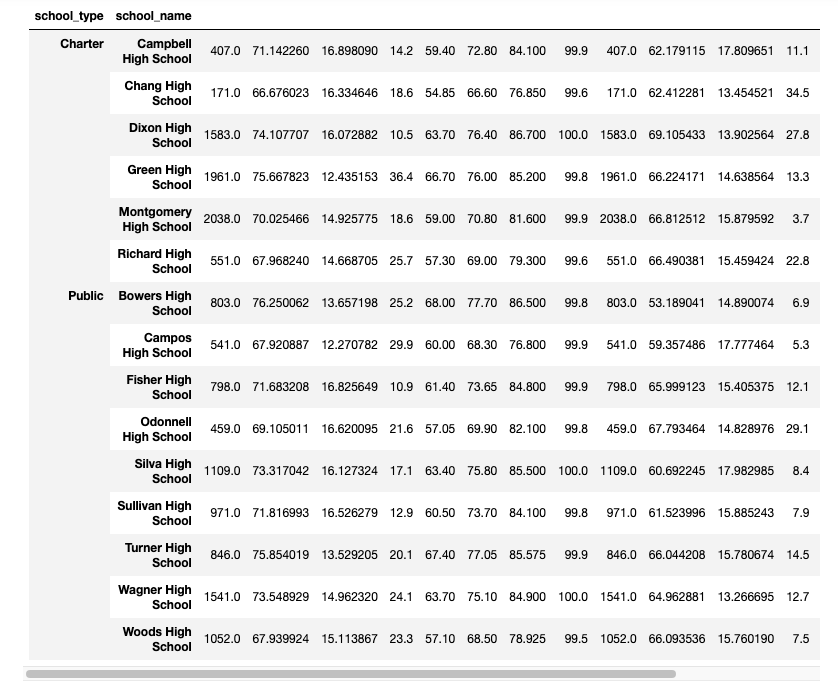 school_type school_name
Charter Campbell High School 407.0 71.142260 16.898090 14.2 59.40 72.80 84.100 99.9 407.0 62.179115 17.809651 11.1
Chang High School 171.0 66.676023 16.334646 18.6 54.85 66.60 76.850 99.6 171.0 62.412281 13.454521 34.5
Dixon High School 1583.0 74.107707 16.072882 10.5 63.70 76.40 86.700 100.0 1583.0 69.105433 13.902564 27.8
Green High School 1961.0 75.667823 12.435153 36.4 66.70 76.00 85.200 99.8 1961.0 66.224171 14.638564 13.3
Montgomery High School 2038.0 70.025466 14.925775 18.6 59.00 70.80 81.600 99.9 2038.0 66.812512 15.879592 3.7
Richard High School 551.0 67.968240 14.668705 25.7 57.30 69.00 79.300 99.6 551.0 66.490381 15.459424 22.8
Public Bowers High School 803.0 76.250062 13.657198 25.2 68.00 77.70 86.500 99.8 803.0 53.189041 14.890074 6.9
Campos High School 541.0 67.920887 12.270782 29.9 60.00 68.30 76.800 99.9 541.0 59.357486 17.777464 5.3
Fisher High School 798.0 71.683208 16.825649 10.9 61.40 73.65 84.800 99.9 798.0 65.999123 15.405375 12.1
Odonnell High School 459.0 69.105011 16.620095 21.6 57.05 69.90 82.100 99.8 459.0 67.793464 14.828976 29.1
Silva High School 1109.0 73.317042 16.127324 17.1 63.40 75.80 85.500 100.0 1109.0 60.692245 17.982985 8.4
Sullivan High School 971.0 71.816993 16.526279 12.9 60.50 73.70 84.100 99.8 971.0 61.523996 15.885243 7.9
Turner High School 846.0 75.854019 13.529205 20.1 67.40 77.05 85.575 99.9 846.0 66.044208 15.780674 14.5
Wagner High School 1541.0 73.548929 14.962320 24.1 63.70 75.10 84.900 100.0 1541.0 64.962881 13.266695 12.7
Woods High School 1052.0 67.939924 15.113867 23.3 57.10 68.50 78.925 99.5 1052.0 66.093536 15.760190 7.5